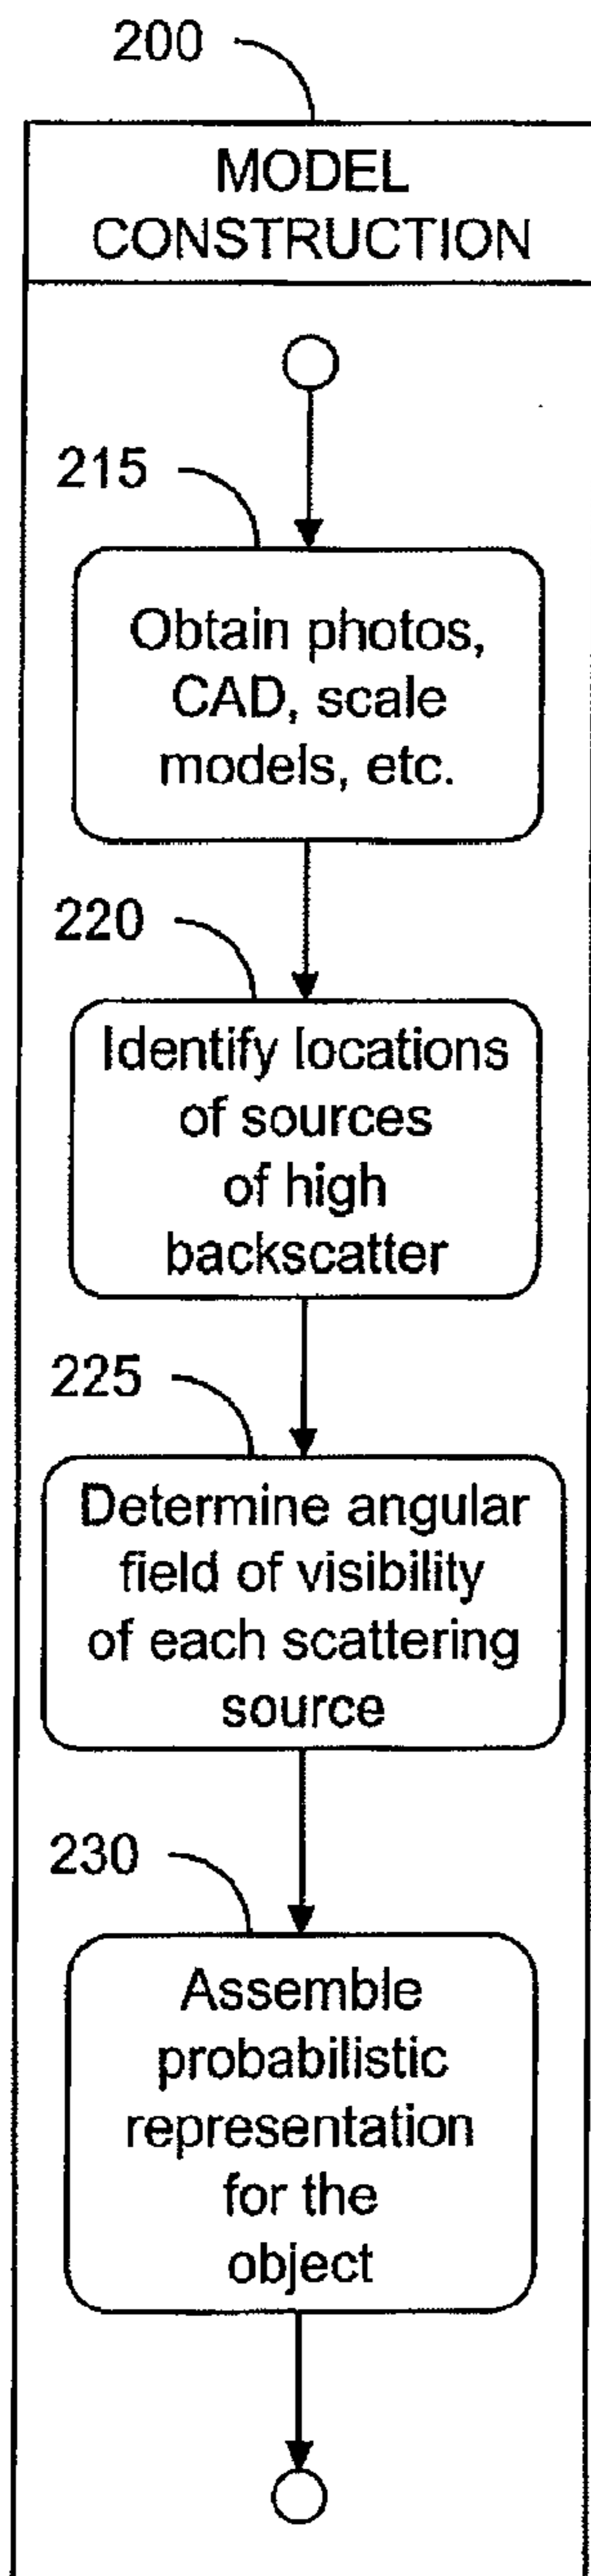 200
MODEL
CONSTRUCTION
215
Obtain photos,
CAD, scale
models, etc.
220
Identify locations
of sources
of high
backscatter
225
Determine angular
field of visibility
of each scattering
source
230
Assemble
probabilistic
representation
for the
object